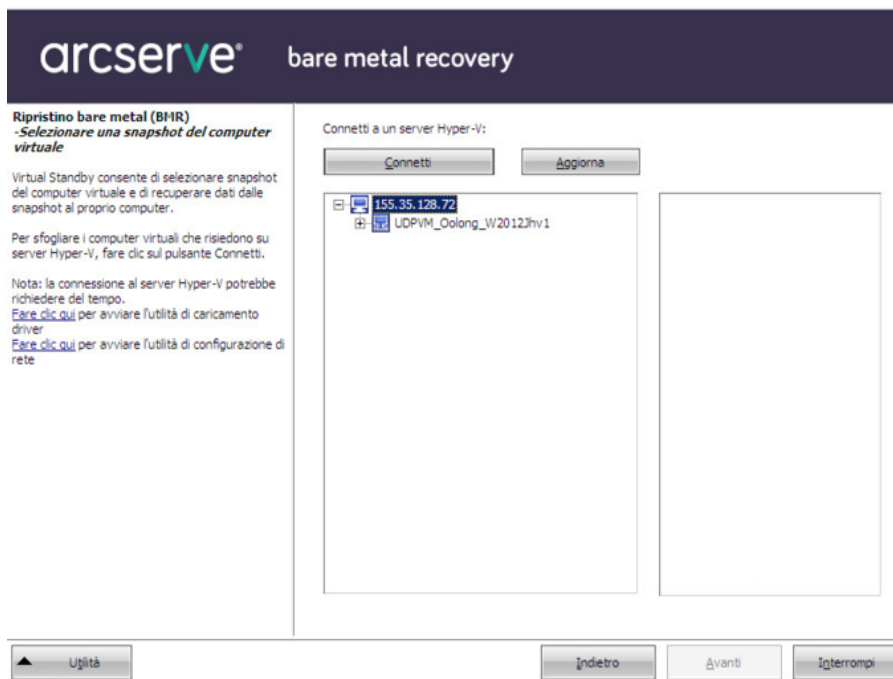 arcserve®
bare metal recovery
Ripristino bare metal (BMR)
-Selezionare una snapshot del computer
virtuale
Virtual Standby consente di selezionare snapshot
del computer virtuale e di recuperare dati dalle
snapshot al proprio computer.
Per sfogliare i computer virtuali che risiedono su
server Hyper-V, fare clic sul pulsante Connetti.
Nota: la connessione al server Hyper-V potrebbe
richiedere del tempo.
Fare clic qui per avviare l'utilità di caricamento
driver
Fare clic qui per avviare l'utilità di configurazione di
rete
Connetti a un server Hyper-V:
Connetti
Aggiorna
155.35.128.72
UDPVM_Oolong_W2012Jhv1
Utilità
Indietro
Avanti
Interrompi